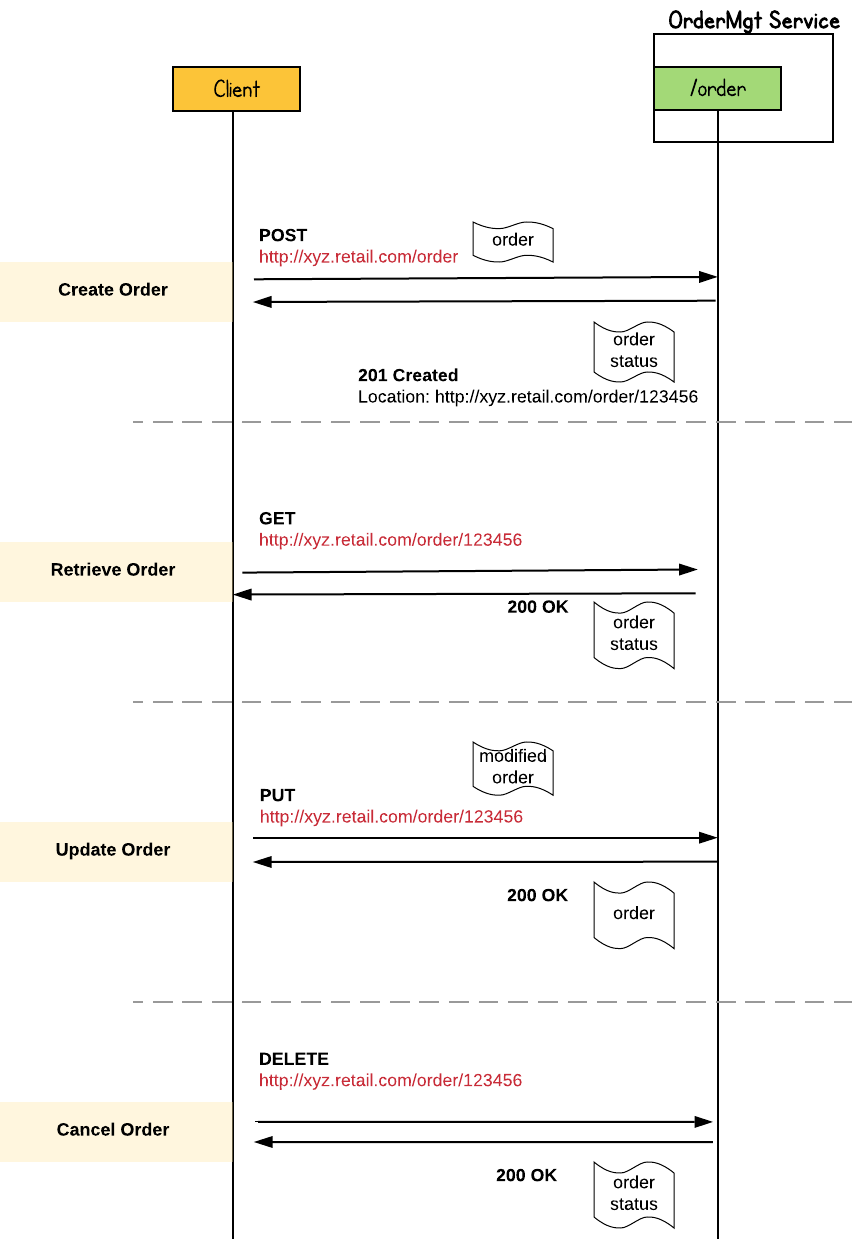 OrderMgt Service
Client
/order
POST
http://xyz.retail.com/order
order
Create Order
order
status
201 Created
Location: http://xyz.retail.com/order/123456
GET
http://xyz.retail.com/order/123456
Retrieve Order
200 OK
order
status
modified
order
PUT
http://xyz.retail.com/order/123456
Update Order
200 OK
order
DELETE
http://xyz.retail.com/order/123456
Cancel Order
200 OK
order
status